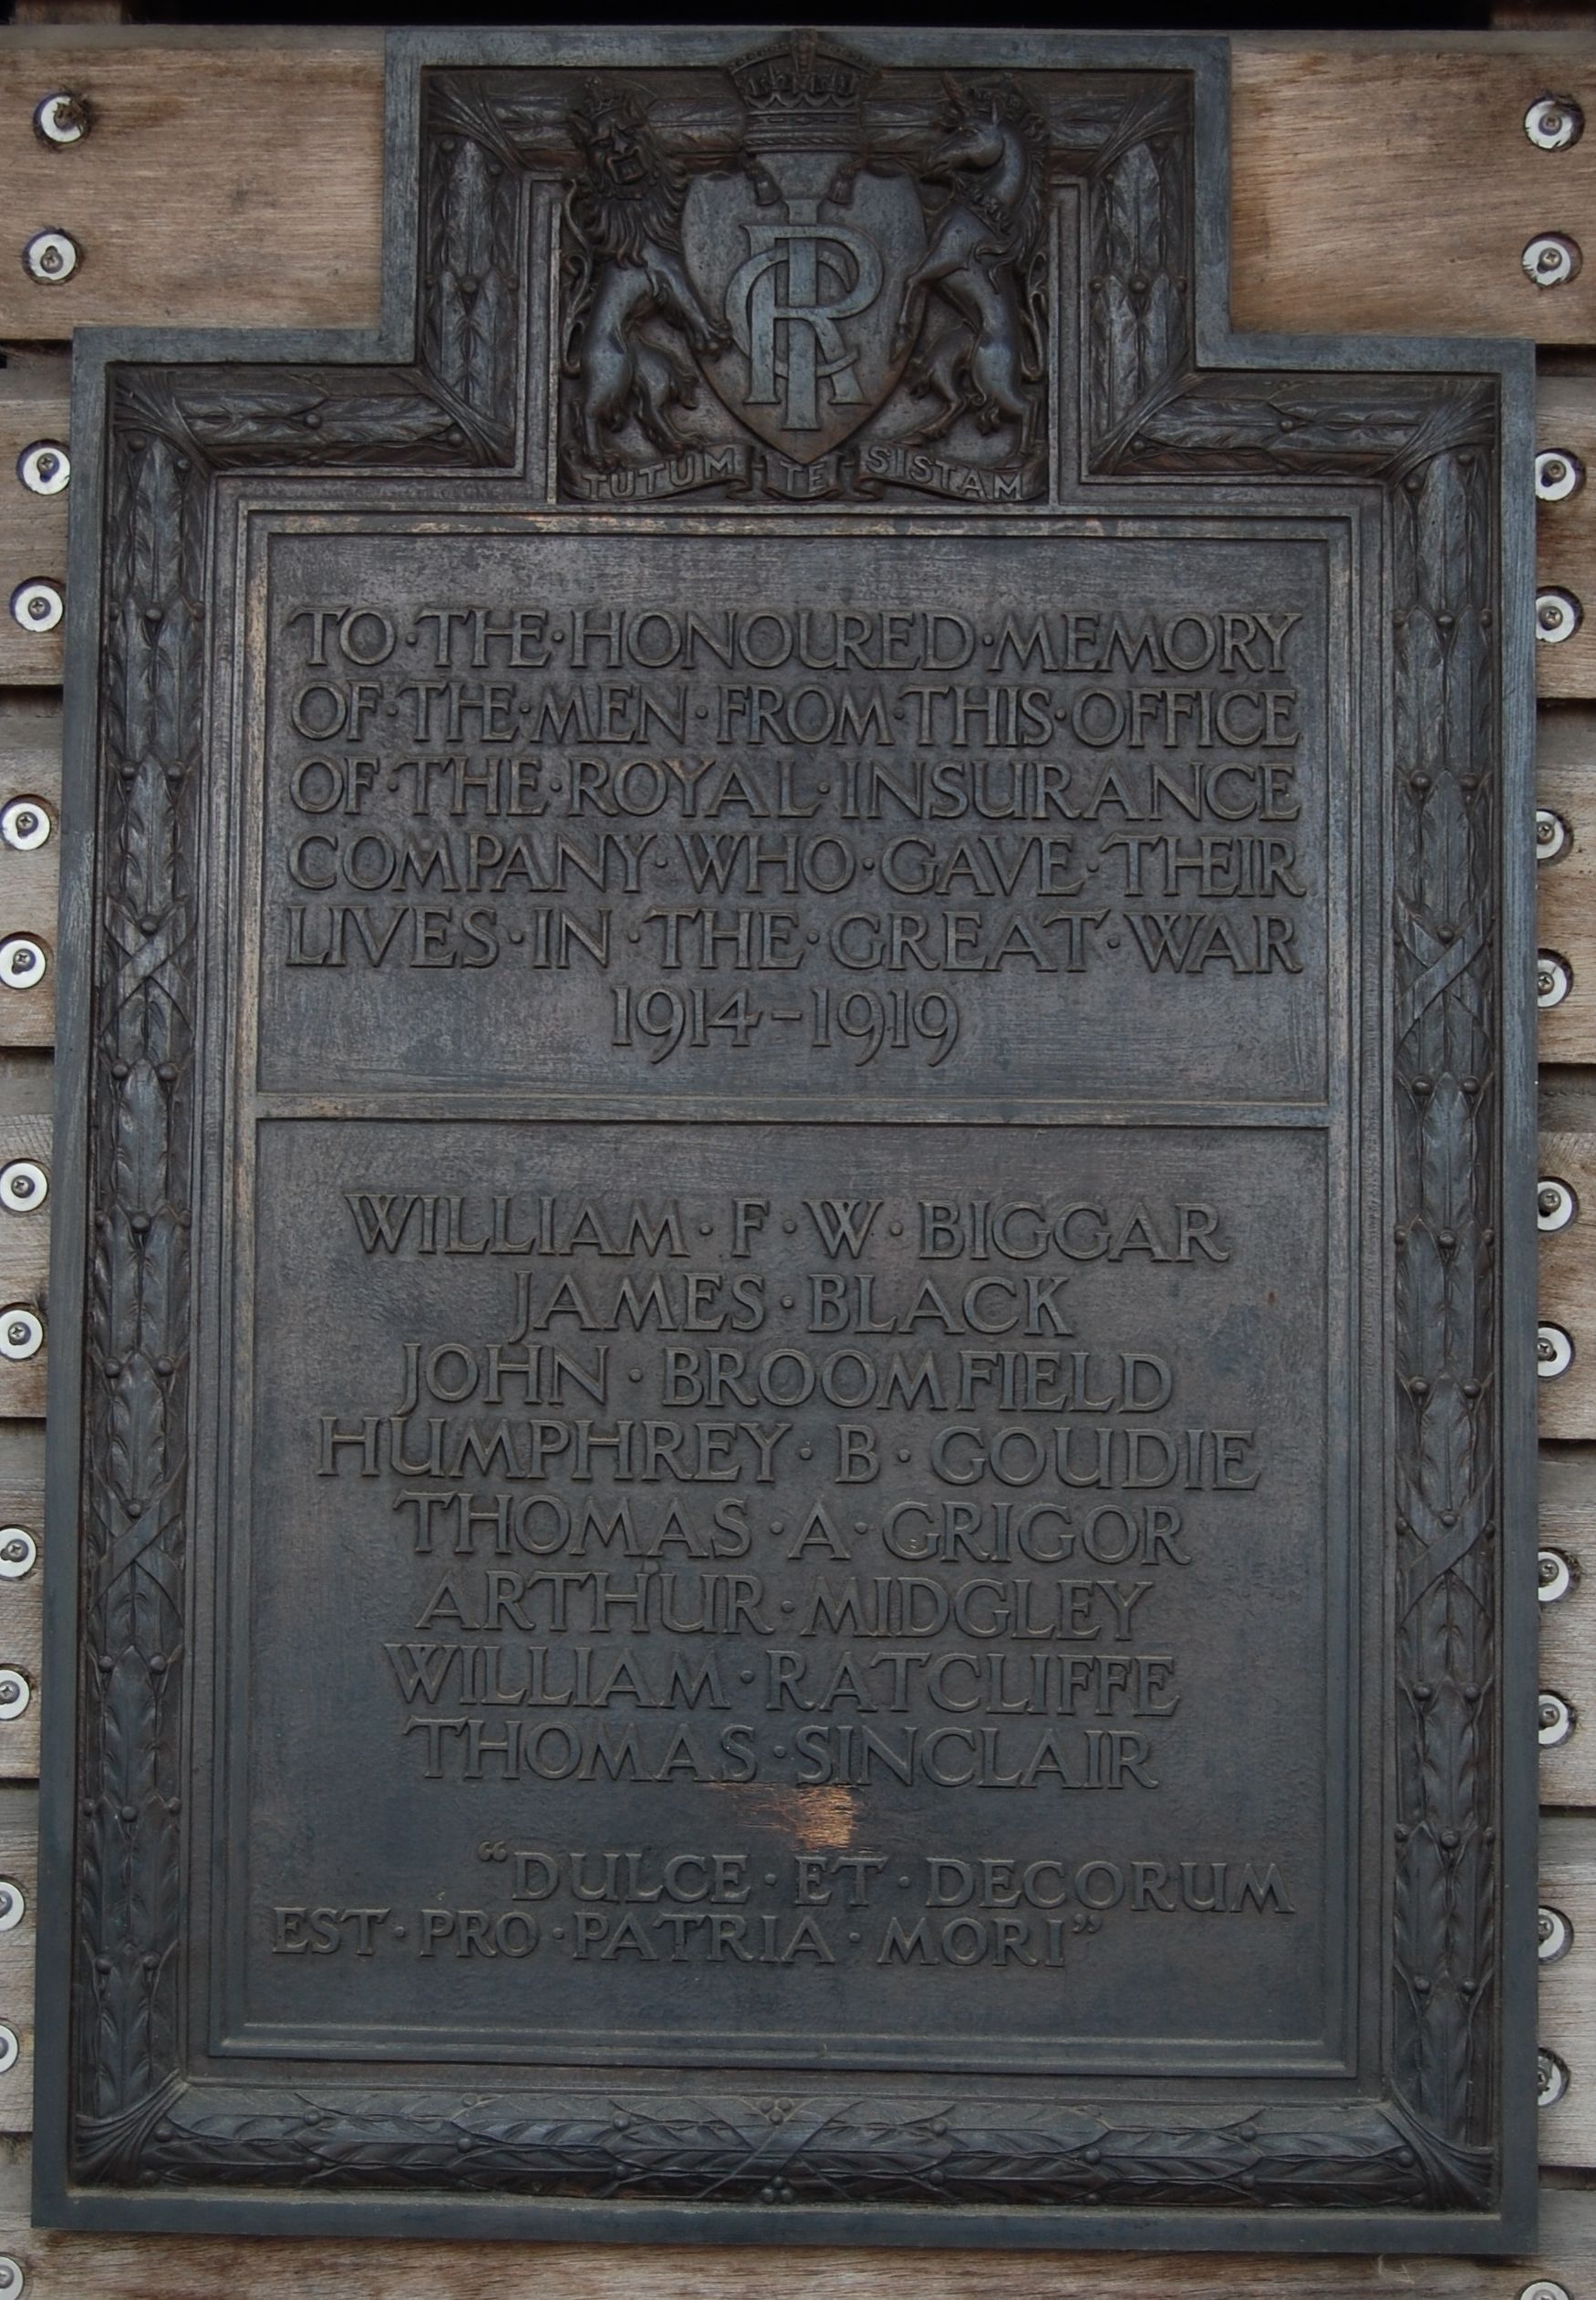 RIC
TUTUM TE SISTAM
TO·THE·HONOURED·MEMORY
OF·THE·MEN·FROM·THIS·OFFICE
OF·THE·ROYAL·INSURANCE
COMPANY·WHO·GAVE·THEIR
LIVES·IN·THE·GREAT·WAR
1914-1919
WILLIAM·F·W·BIGGAR
JAMES·BLACK
JOHN·BROOMFIELD
HUMPHREY·B·GOUDIE
THOMAS·A·GRIGOR
ARTHUR·MIDGLEY
WILLIAM·RATCLIFFE
THOMAS·SINCLAIR
“DULCE·ET·DECORUM
EST·PRO·PATRIA·MORI”